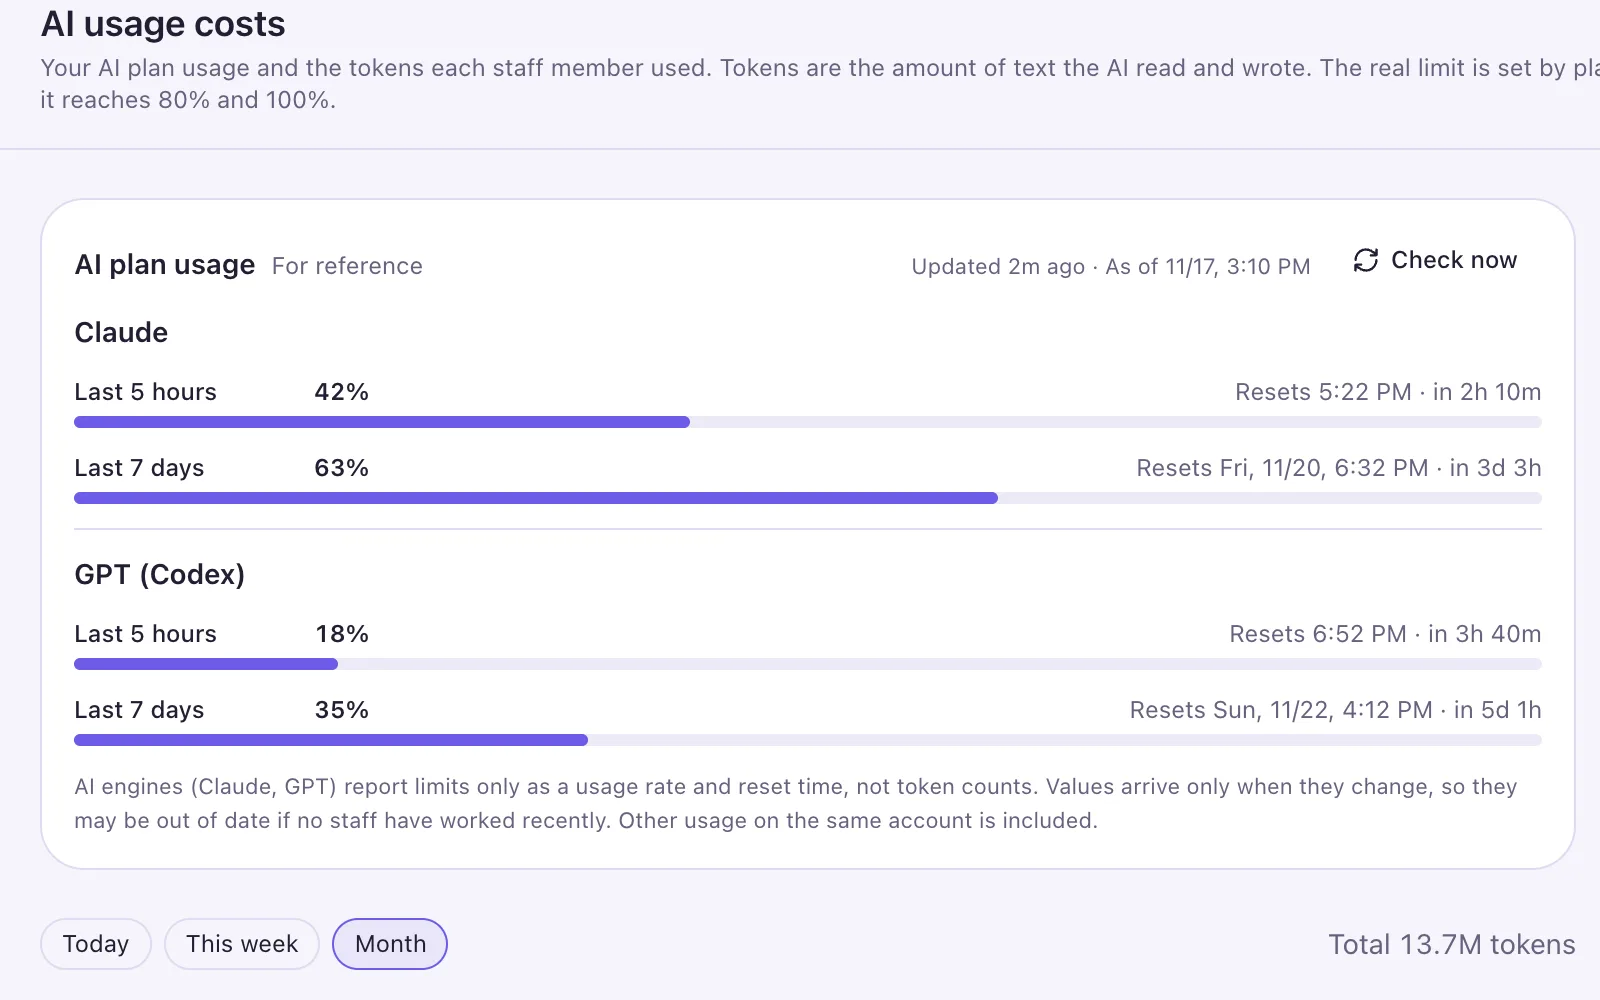 AI usage costs
Your AI plan usage and the tokens each staff member used. Tokens are the amount of text the AI read and wrote. The real limit is set by
it reaches 80% and 100%.
AI plan usage For reference
Updated 2m ago · As of 11/17, 3:10 PM
Check now
Claude
Last 5 hours 42% Resets 5:22 PM · in 2h 10m
Last 7 days 63% Resets Fri, 11/20, 6:32 PM · in 3d 3h
GPT (Codex)
Last 5 hours 18% Resets 6:52 PM · in 3h 40m
Last 7 days 35% Resets Sun, 11/22, 4:12 PM · in 5d 1h
AI engines (Claude, GPT) report limits only as a usage rate and reset time, not token counts. Values arrive only when they change, so they
may be out of date if no staff have worked recently. Other usage on the same account is included.
Today This week Month Total 13.7M tokens